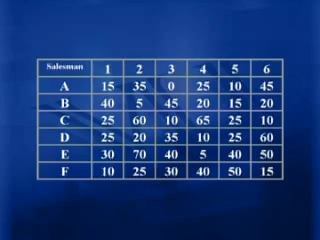 Salesman 1 2 3 4 5 6
A 15 35 0 25 10 45
B 40 5 45 20 15 20
C 25 60 10 65 25 10
D 25 20 35 10 25 60
E 30 70 40 5 40 50
F 10 25 30 40 50 15